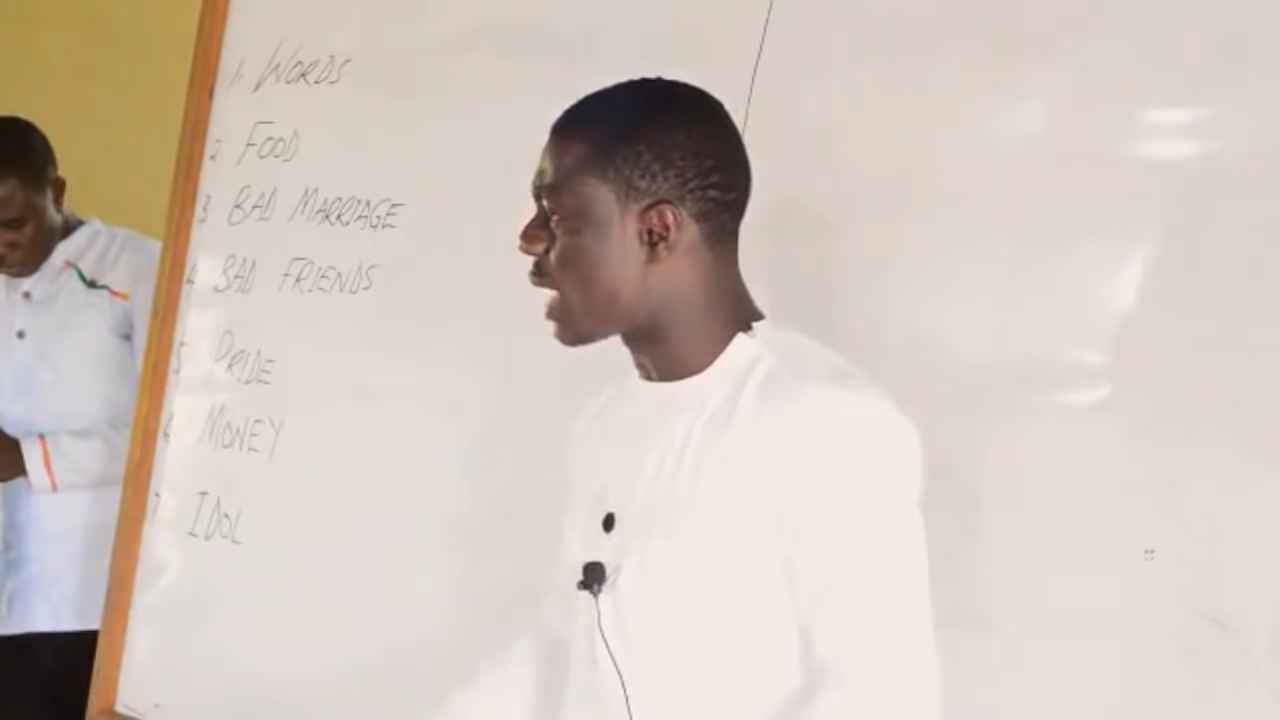 1. WORDS
2 FOOD
3 BAD MARRIAGE
4 BAD FRIENDS
5 PRIDE
6 MONEY
7 IDOL